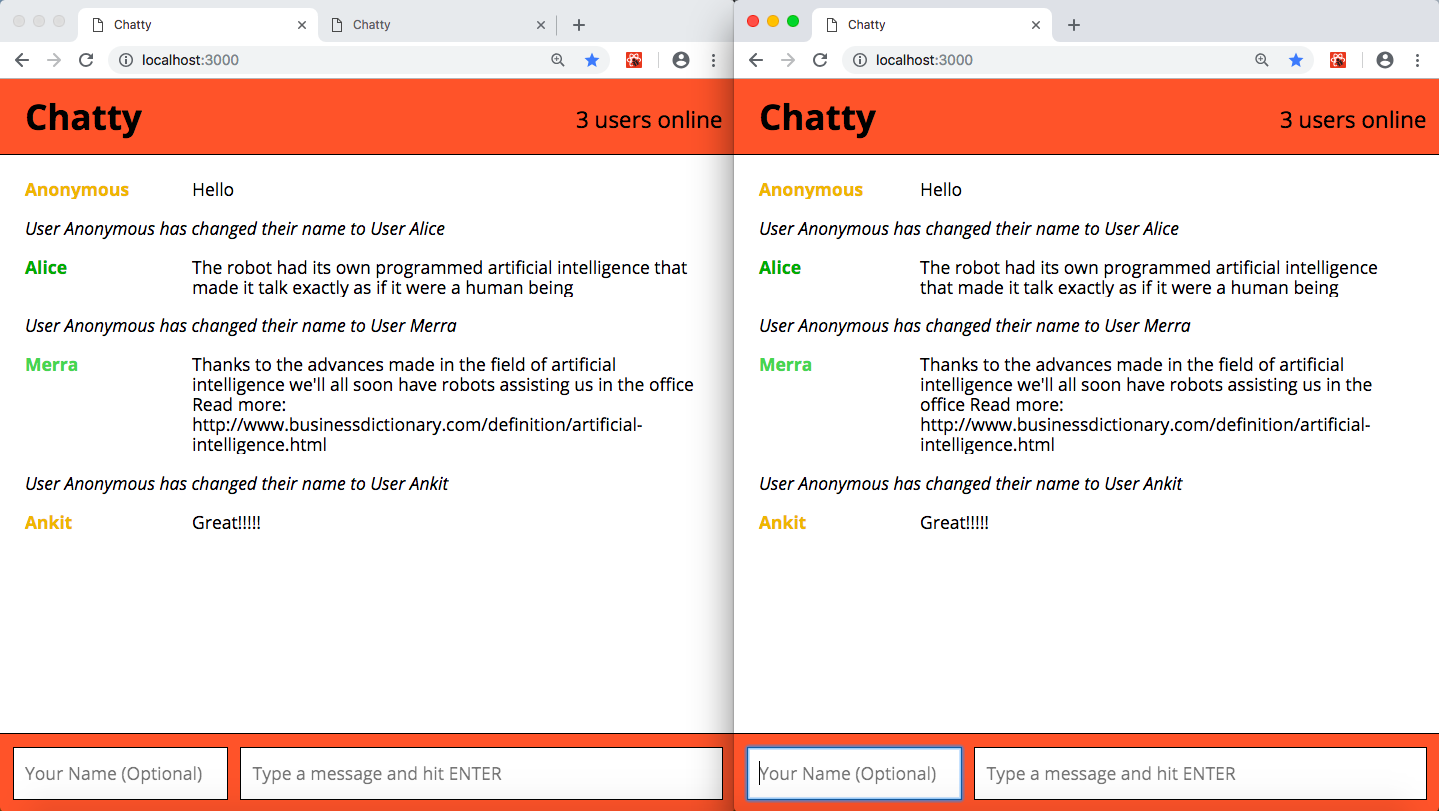 Chatty
Chatty
localhost:3000
Chatty
3 users online
Anonymous Hello
User Anonymous has changed their name to User Alice
Alice The robot had its own programmed artificial intelligence that
made it talk exactly as if it were a human being
User Anonymous has changed their name to User Merra
Merra Thanks to the advances made in the field of artificial
intelligence we'll all soon have robots assisting us in the office
Read more:
http://www.businessdictionary.com/definition/artificial-
intelligence.html
User Anonymous has changed their name to User Ankit
Ankit Great!!!!!
Your Name (Optional)
Type a message and hit ENTER
Chatty
localhost:3000
Chatty
3 users online
Anonymous Hello
User Anonymous has changed their name to User Alice
Alice The robot had its own programmed artificial intelligence
that made it talk exactly as if it were a human being
User Anonymous has changed their name to User Merra
Merra Thanks to the advances made in the field of artificial
intelligence we'll all soon have robots assisting us in the
office Read more:
http://www.businessdictionary.com/definition/artificial-
intelligence.html
User Anonymous has changed their name to User Ankit
Ankit Great!!!!!
Your Name (Optional)
Type a message and hit ENTER